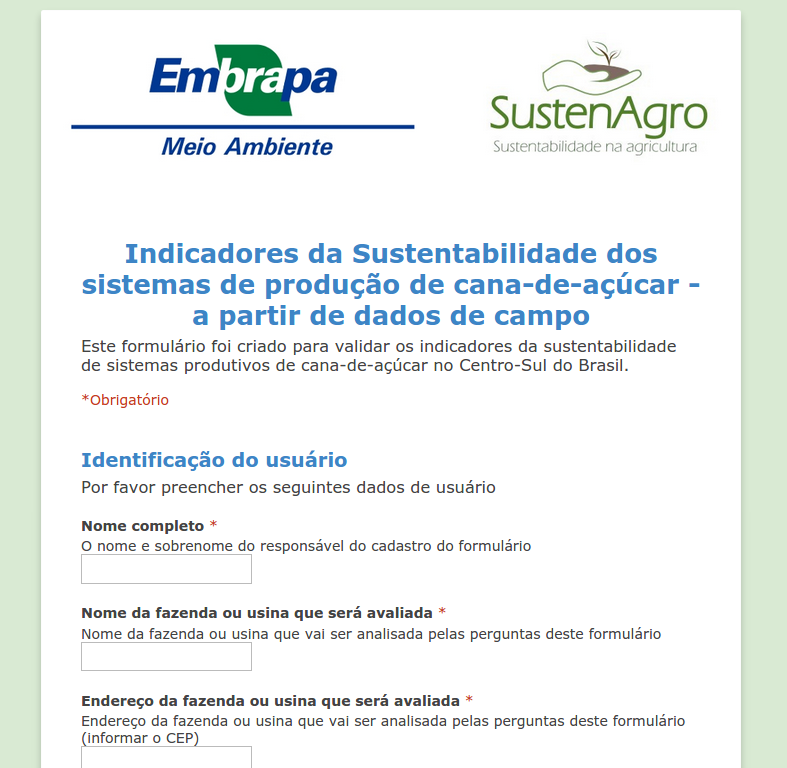 Embrapa
Meio Ambiente
SustenAgro
Sustentabilidade na agricultura
Indicadores da Sustentabilidade dos
sistemas de produção de cana-de-açúcar -
a partir de dados de campo
Este formulário foi criado para validar os indicadores da sustentabilidade
de sistemas produtivos de cana-de-açúcar no Centro-Sul do Brasil.
*Obrigatório
Identificação do usuário
Por favor preencher os seguintes dados de usuário
Nome completo *
O nome e sobrenome do responsável do cadastro do formulário
Nome da fazenda ou usina que será avaliada *
Nome da fazenda ou usina que vai ser analisada pelas perguntas deste formulário
Endereço da fazenda ou usina que será avaliada *
Endereço da fazenda ou usina que vai ser analisada pelas perguntas deste formulário
(informar o CEP)